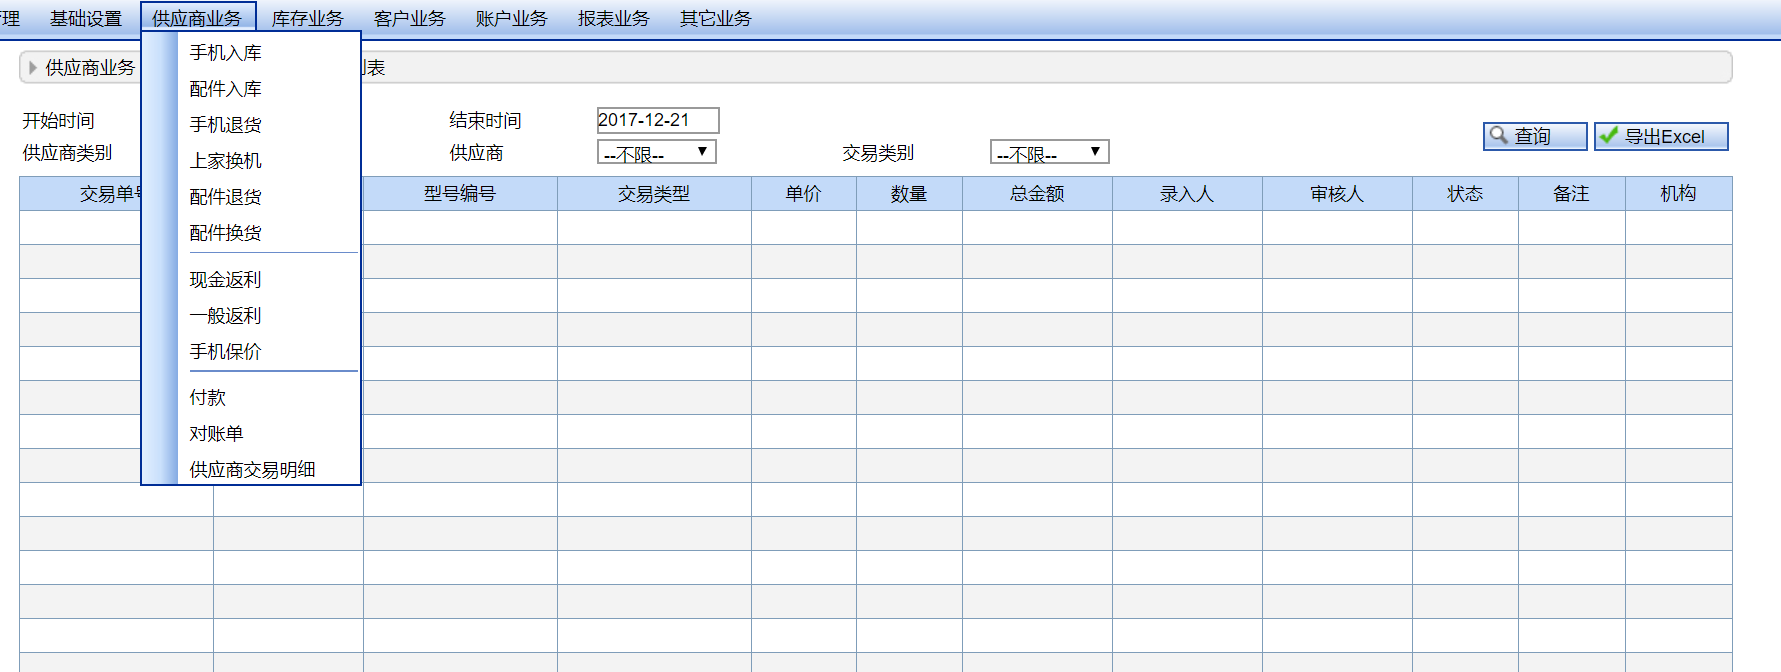 理 基础设置 供应商业务 库存业务 客户业务 账户业务 报表业务 其它业务
手机入库
供应商业务 表
配件入库
开始时间 手机退货 结束时间 2017-12-21
查询 导出Excel
供应商类别 上家换机 供应商 --不限-- 交易类别 --不限--
交易单 配件退货 型号编号 交易类型 单价 数量 总金额 录入人 审核人 状态 备注 机构
配件换货
现金返利
一般返利
手机保价
付款
对账单
供应商交易明细